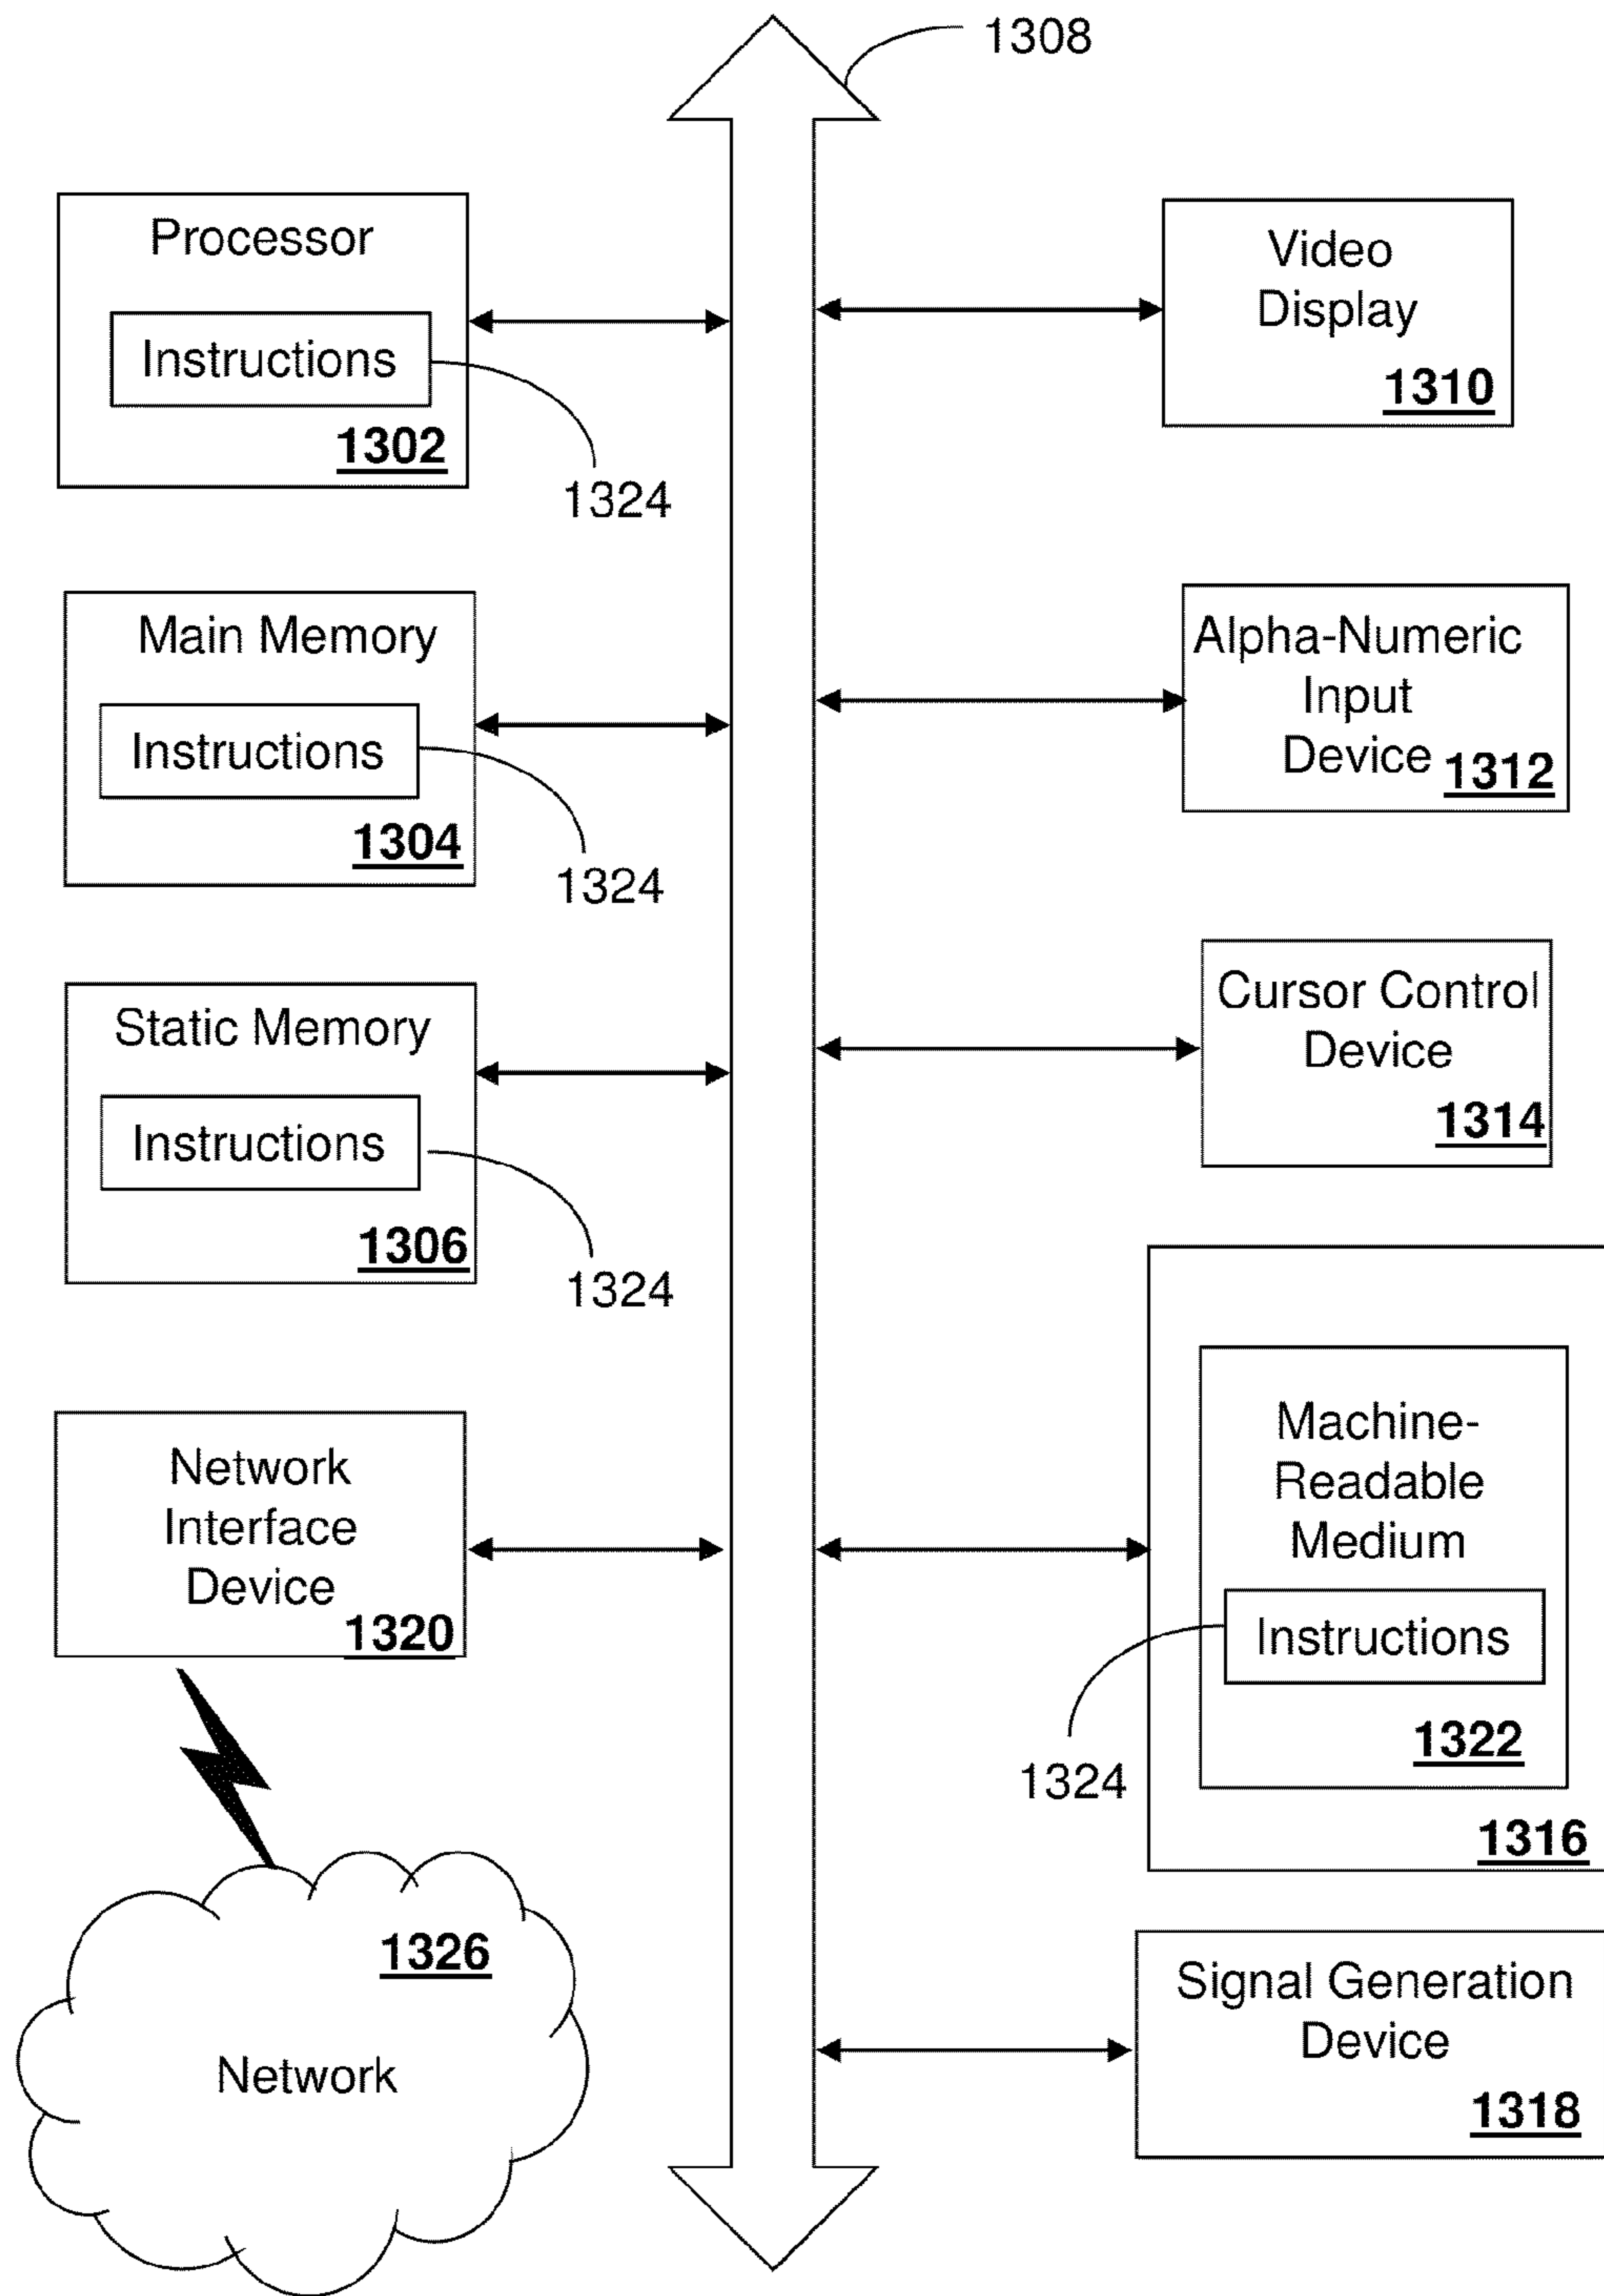 1308
Processor
Instructions
1302
1324
Main Memory
Instructions
1304
1324
Static Memory
Instructions
1306
1324
Network
Interface
Device
1320
1326
Network
Video
Display
1310
Alpha-Numeric
Input
Device 1312
Cursor Control
Device
1314
Machine-
Readable
Medium
Instructions
1322
1324
1316
Signal Generation
Device
1318